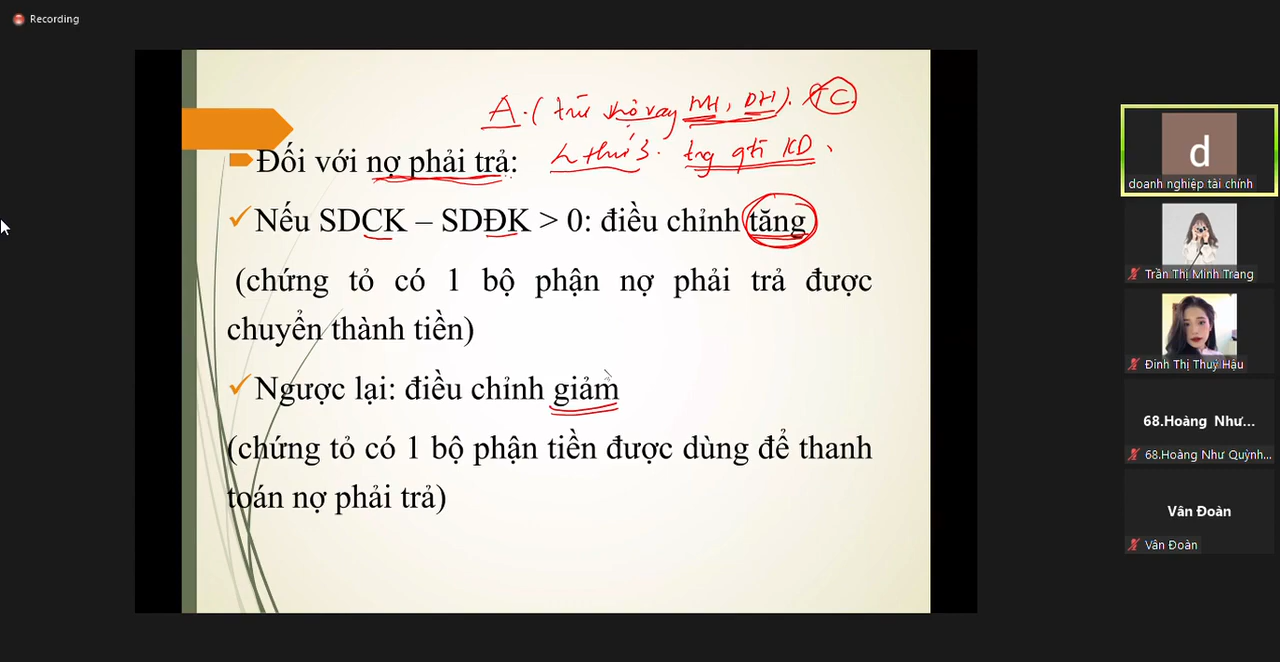 Recording
A. (trừ khỏi vay NH, DH). TC
Đối với nợ phải trả:
h thứ 3. trg qtr KD
Nếu SDCK – SDĐK > 0: điều chỉnh tăng
(chứng tỏ có 1 bộ phận nợ phải trả được
chuyển thành tiền)
Ngược lại: điều chỉnh giảm
(chứng tỏ có 1 bộ phận tiền được dùng để thanh
toán nợ phải trả)
d
doanh nghiệp tài chính
Trần Thị Minh Trang
Đinh Thị Thuỳ Hậu
68.Hoàng Như...
68.Hoàng Như Quỳnh...
Vân Đoàn
Vân Đoàn